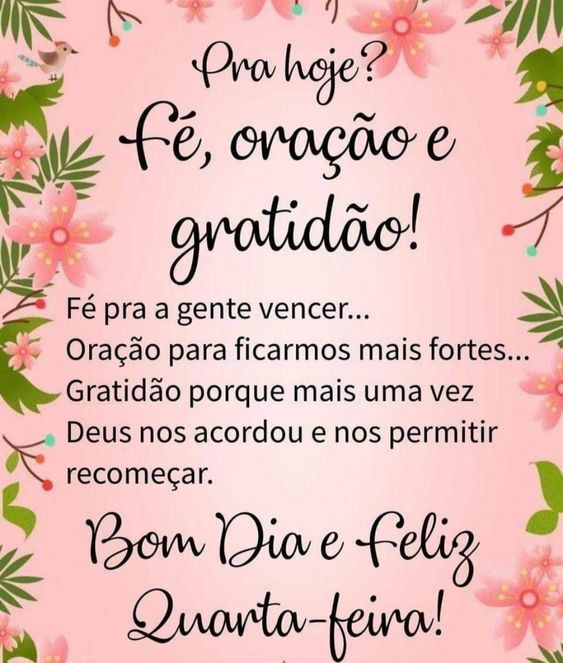 Pra hoje?
Fé, oração e
gratidão!
Fé pra a gente vencer...
Oração para ficarmos mais fortes...
Gratidão porque mais uma vez
Deus nos acordou e nos permitir
recomeçar.
Bom Dia e Feliz
Quarta-feira!